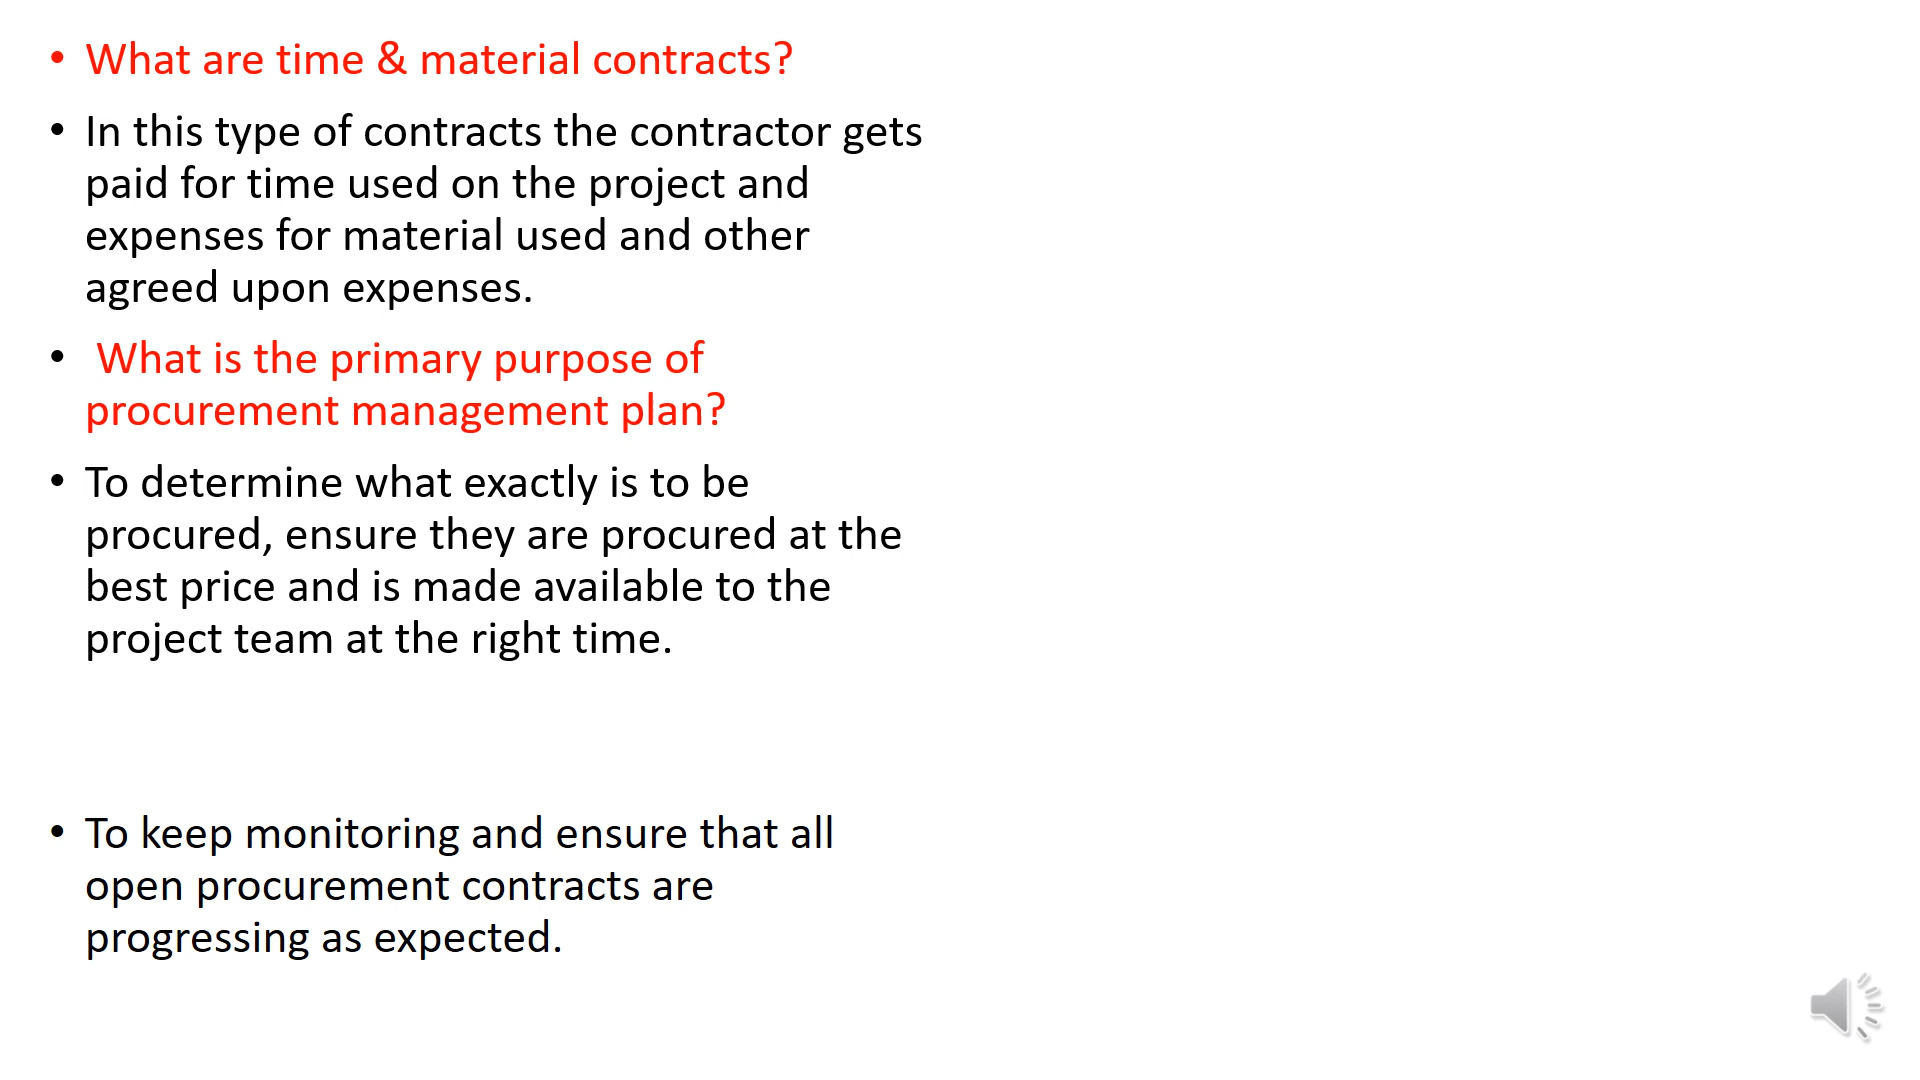 • What are time & material contracts?
• In this type of contracts the contractor gets
paid for time used on the project and
expenses for material used and other
agreed upon expenses.
• What is the primary purpose of
procurement management plan?
• To determine what exactly is to be
procured, ensure they are procured at the
best price and is made available to the
project team at the right time.
• To keep monitoring and ensure that all
open procurement contracts are
progressing as expected.